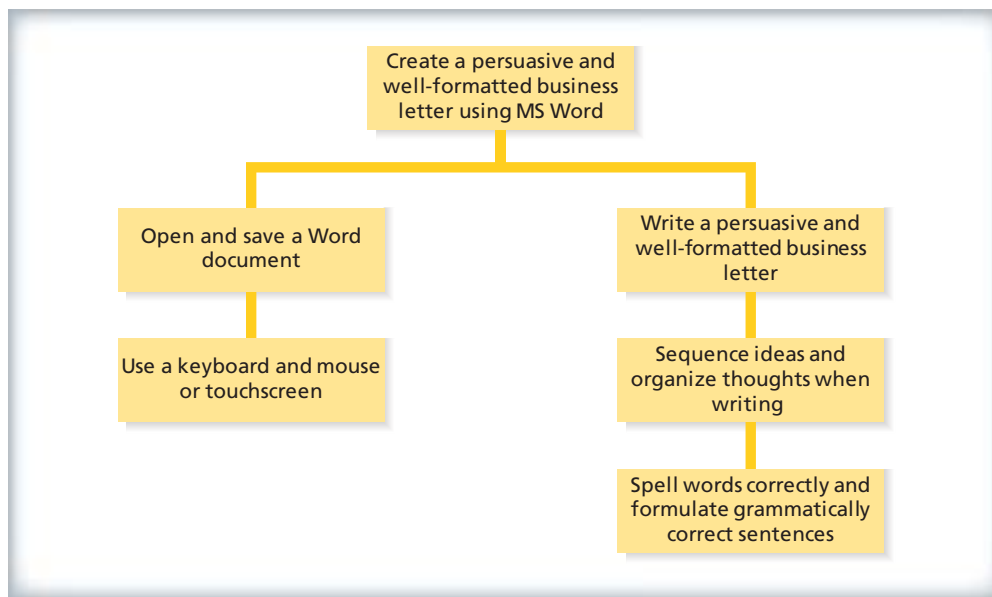 Create a persuasive and
well-formatted business
letter using MS Word
Open and save a Word
document
Write a persuasive and
well-formatted business
letter
Use a keyboard and mouse
or touchscreen
Sequence ideas and
organize thoughts when
writing
Spell words correctly and
formulate grammatically
correct sentences